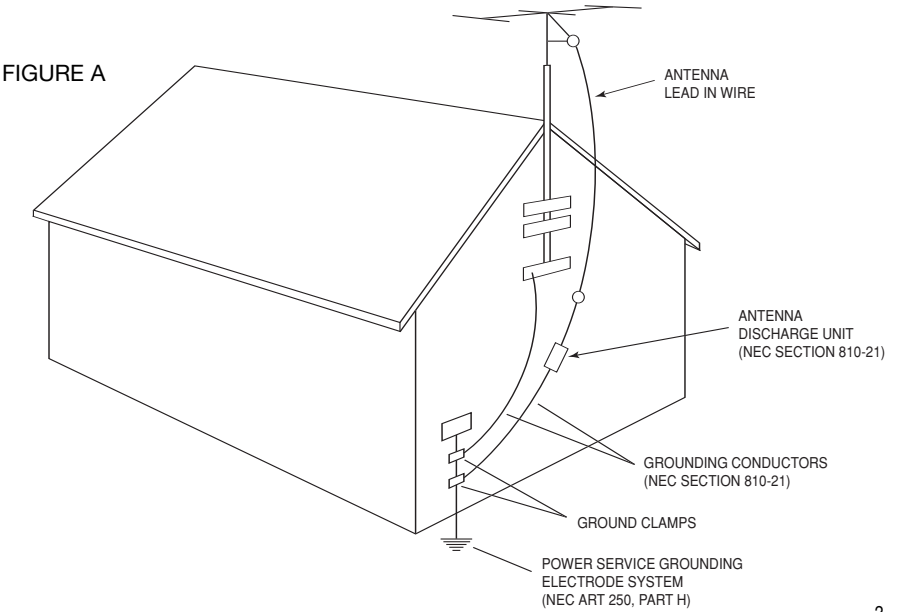 FIGURE A
ANTENNA
LEAD IN WIRE
ANTENNA
DISCHARGE UNIT
(NEC SECTION 810-21)
GROUNDING CONDUCTORS
(NEC SECTION 810-21)
GROUND CLAMPS
POWER SERVICE GROUNDING
ELECTRODE SYSTEM
(NEC ART 250, PART H)
2